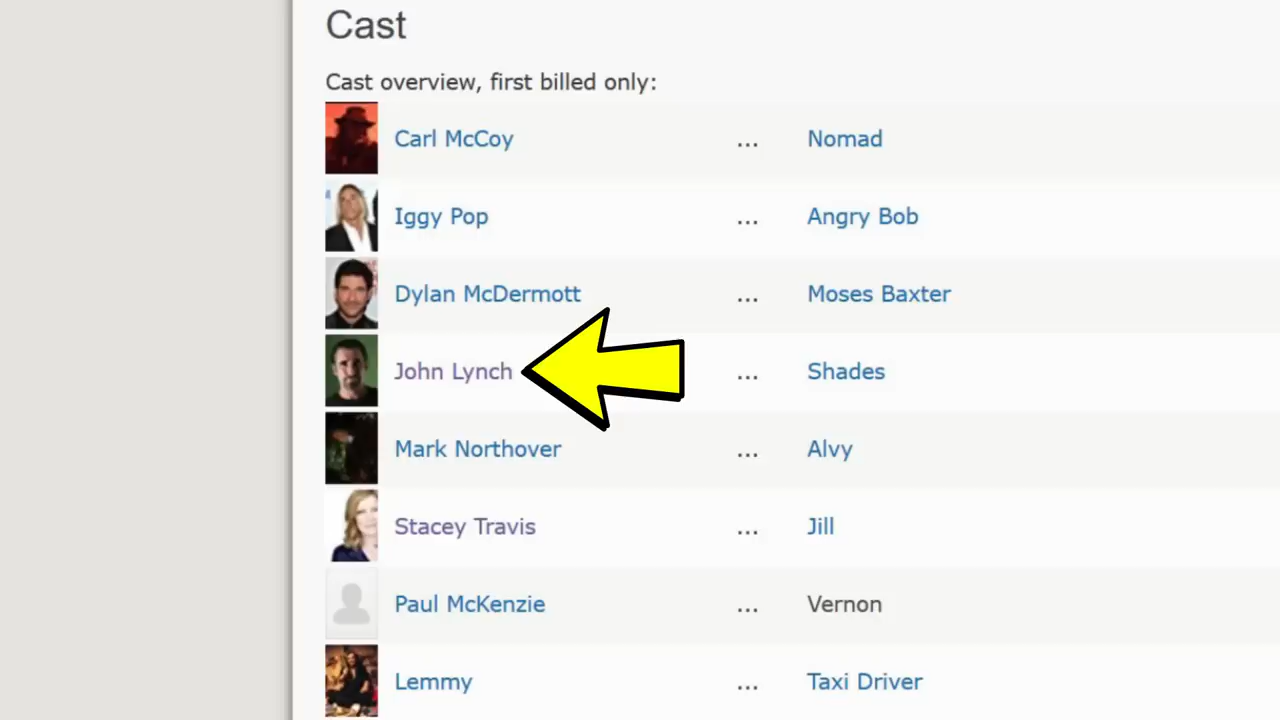 Cast
Cast overview, first billed only:
Carl McCoy ... Nomad
Iggy Pop ... Angry Bob
Dylan McDermott ... Moses Baxter
John Lynch ... Shades
Mark Northover ... Alvy
Stacey Travis ... Jill
Paul McKenzie ... Vernon
Lemmy ... Taxi Driver